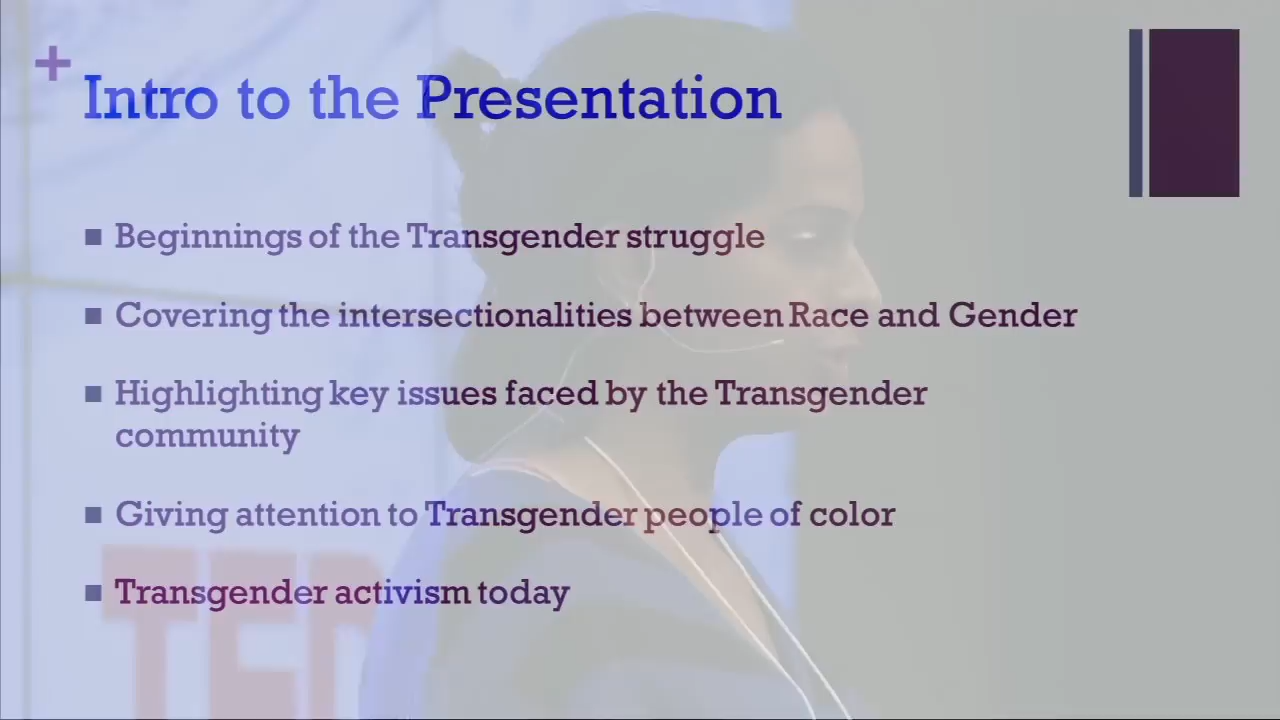 +
Intro to the Presentation
■ Beginnings of the Transgender struggle
■ Covering the intersectionalities between Race and Gender
■ Highlighting key issues faced by the Transgender
community
■ Giving attention to Transgender people of color
■ Transgender activism today
TED